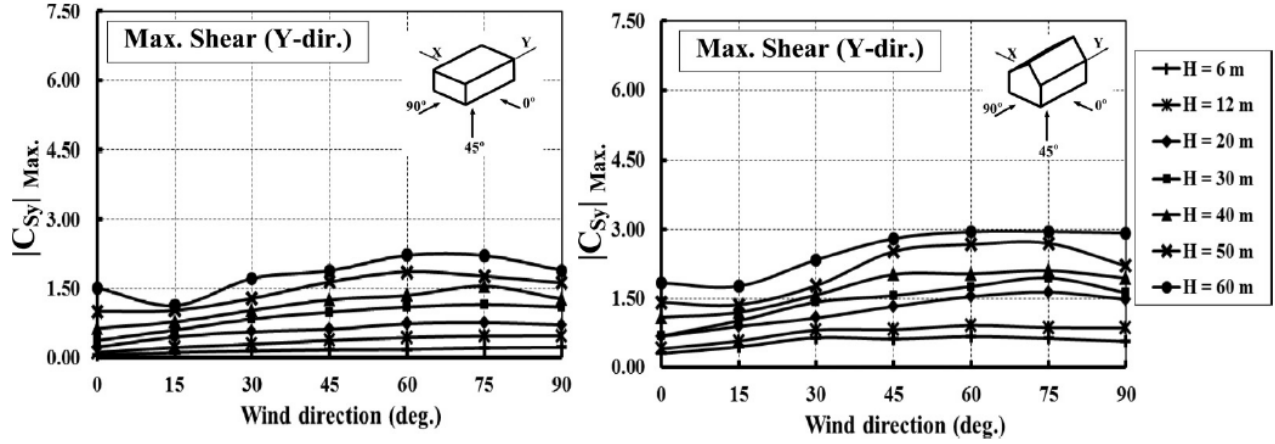 Max. Shear (Y-dir.)
7.50
6.00
4.50
3.00
1.50
0.00
|C_Sy| Max.
X
Y
90°
0°
45°
0 15 30 45 60 75 90
Wind direction (deg.)
Max. Shear (Y-dir.)
7.50
6.00
4.50
3.00
1.50
0.00
|C_Sy| Max.
X
Y
90°
0°
45°
0 15 30 45 60 75 90
Wind direction (deg.)
H = 6 m
H = 12 m
H = 20 m
H = 30 m
H = 40 m
H = 50 m
H = 60 m